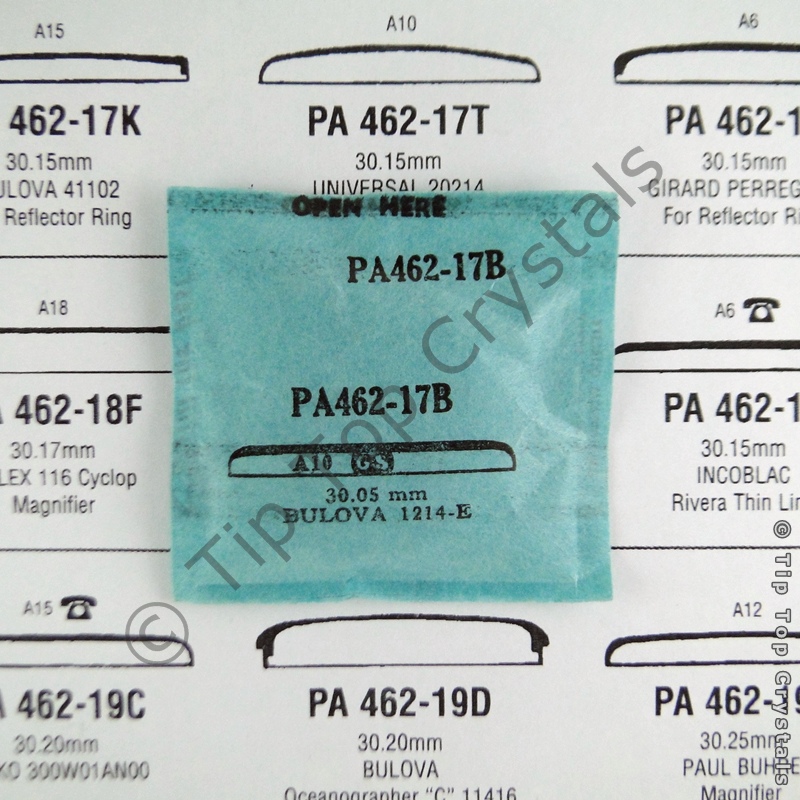 A15
A10
A6
462-17K
PA 462-17T
PA 462-1
30.15mm
30.15mm
30.15mm
ULOVA 41102
UNIVERSAL 20214
GIRARD PERREG
Reflector Ring
For Reflector Ri
OPEN HERE
PA462-17B
A18
A6
PA462-17B
462-18F
PA 462-1
30.17mm
30.15mm
LEX 116 Cyclop
INCOBLAC
Magnifier
Rivera Thin Lin
A10 GS
30.05 mm
BULOVA 1214-E
A15
A12
A 462-19C
PA 462-19D
PA 462-19
30.20mm
30.20mm
30.25mm
KO 300W01AN00
BULOVA
PAUL BUHRE
Oceanographer "C" 11416
Magnifier
© Tip Top Crystals
© Tip Top Crystals